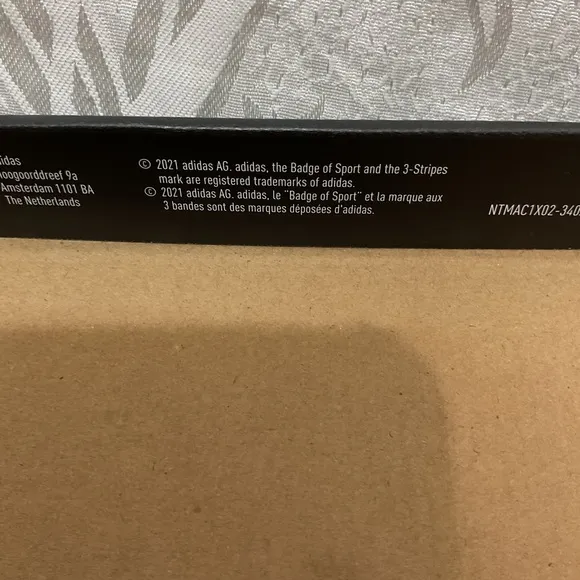 idas
oogoorddreef 9a
Amsterdam 1101 BA
The Netherlands
© 2021 adidas AG. adidas, the Badge of Sport and the 3-Stripes
mark are registered trademarks of adidas.
© 2021 adidas AG. adidas, le ¨Badge of Sport¨ et la marque aux
3 bandes sont des marques déposées d'adidas.
NTMAC1X02-340